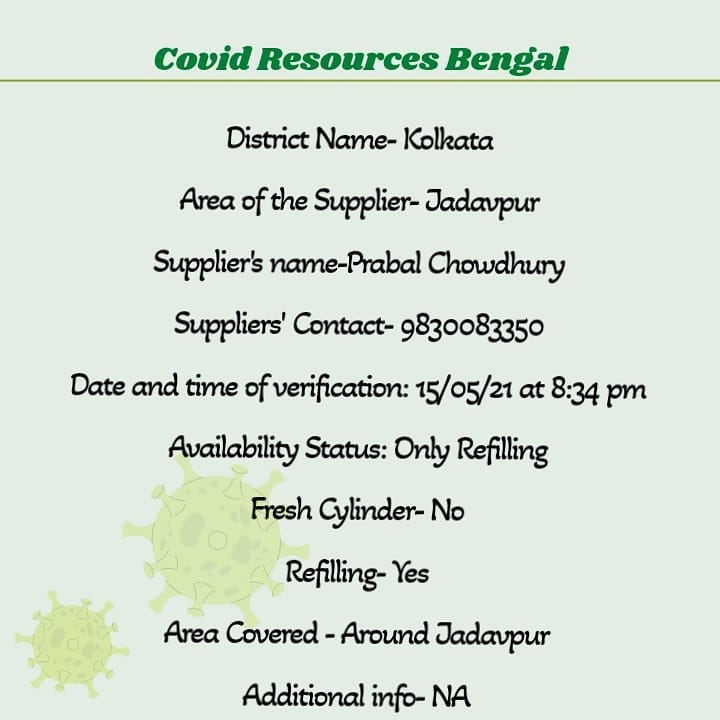 Covid Resources Bengal
District Name- Kolkata
Area of the Supplier- Jadavpur
Supplier's name-Prabal Chowdhury
Suppliers' Contact- 9830083350
Date and time of verification: 15/05/21 at 8:34 pm
Availability Status: Only Refilling
Fresh Cylinder- No
Refilling- Yes
Area Covered - Around Jadavpur
Additional info- NA